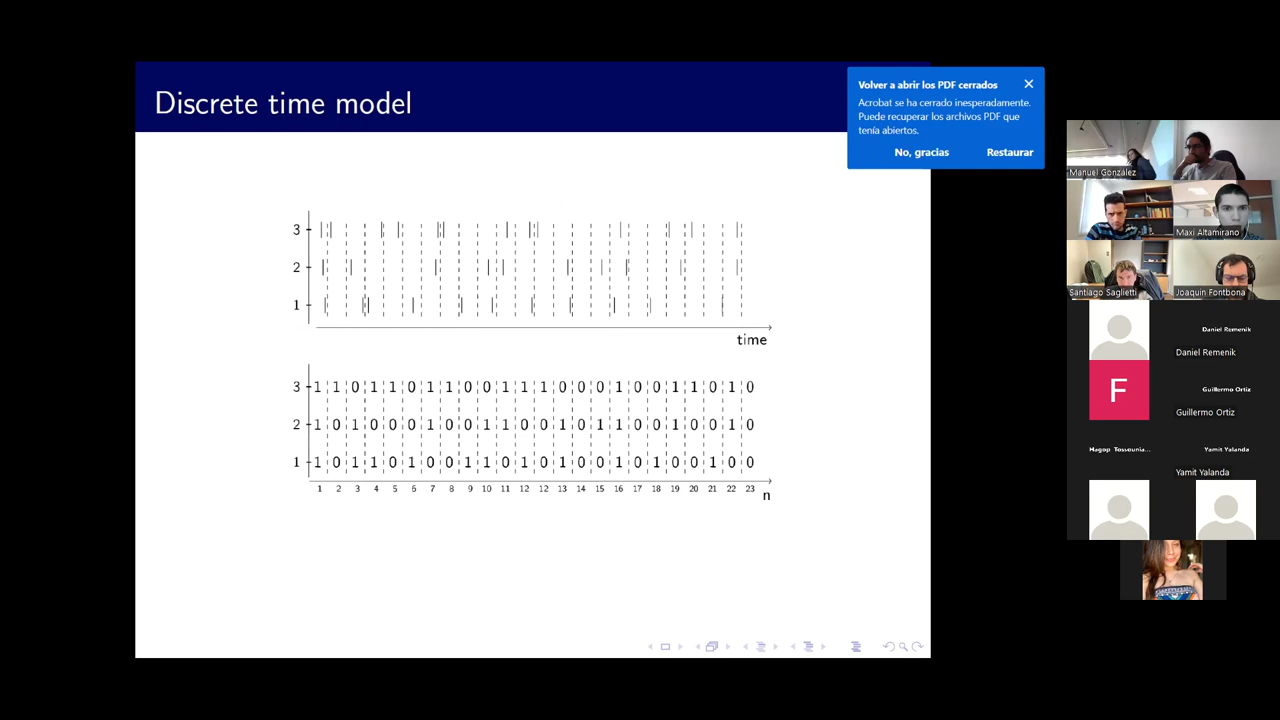 Discrete time model
Volver a abrir los PDF cerrados
Acrobat se ha cerrado inesperadamente.
Puede recuperar los archivos PDF que
tenía abiertos.
No, gracias Restaurar
3
2
1
time
3 1 1 0 1 1 0 1 1 0 0 1 1 1 0 0 0 1 0 0 1 1 0 1 0
2 1 0 1 0 0 0 1 0 0 1 1 0 0 1 0 1 1 0 0 1 0 0 1 0
1 1 0 1 1 0 1 0 0 1 1 0 1 0 1 0 0 1 0 1 0 0 1 0 0
1 2 3 4 5 6 7 8 9 10 11 12 12 13 14 15 16 17 18 19 20 21 22 23
n
Manuel González
Maxi Altamirano
Santiago Saglietti
Joaquin Fontbona
Daniel Remenik
Daniel Remenik
F
Guillermo Ortiz
Guillermo Ortiz
Hagop Tossounia...
Yamit Yalanda
Yamit Yalanda